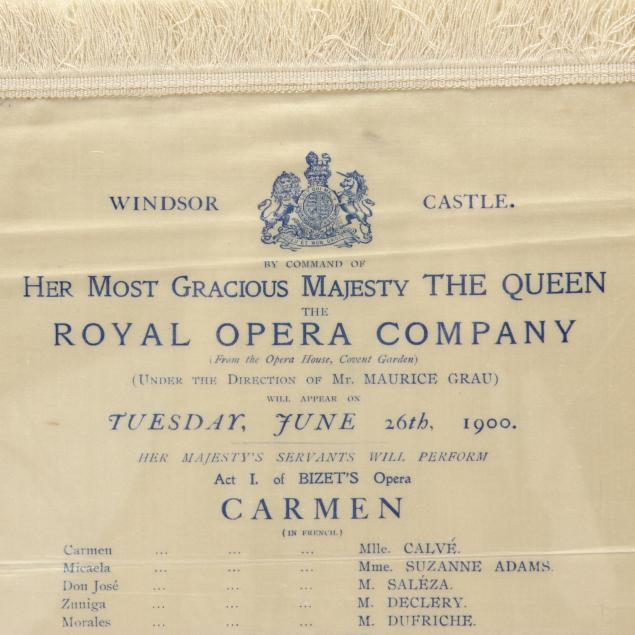 WINDSOR CASTLE.
BY COMMAND OF
HER MOST GRACIOUS MAJESTY THE QUEEN
THE
ROYAL OPERA COMPANY
(From the Opera House, Covent Garden)
(UNDER THE DIRECTION OF MR. MAURICE GRAU)
WILL APPEAR ON
TUESDAY, JUNE 26th, 1900.
HER MAJESTY'S SERVANTS WILL PERFORM
Act I. of BIZET'S Opera
CARMEN
(IN FRENCH.)
Carmen ... ... ... Mlle. CALVÉ.
Micaela ... ... ... Mme. SUZANNE ADAMS.
Don José ... ... ... M. SALÉZA.
Zuniga ... ... ... M. DECLERY.
Morales ... ... ... M. DUFRICHE.